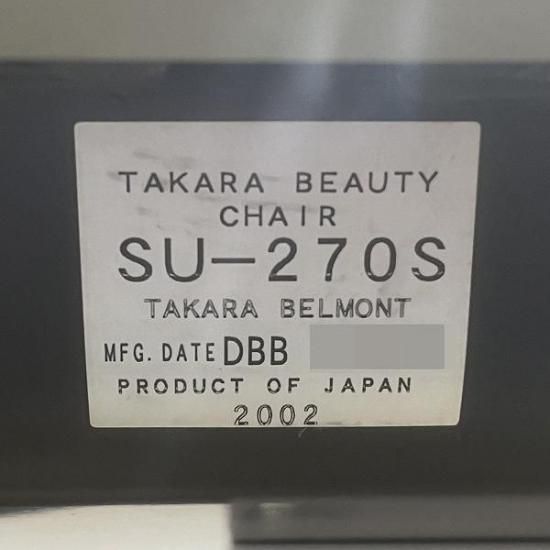 TAKARA BEAUTY
CHAIR
SU-270S
TAKARA BELMONT
MFG. DATE DBB
PRODUCT OF JAPAN
2002